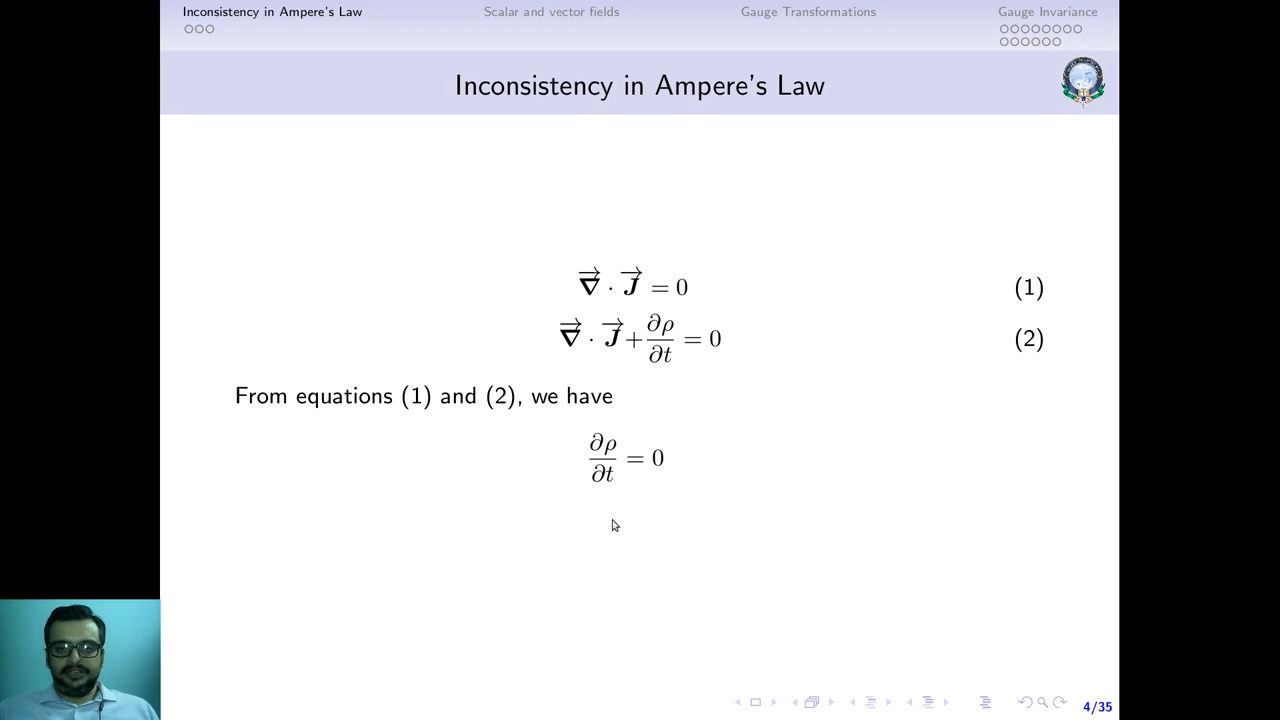 Inconsistency in Ampere's Law Scalar and vector fields Gauge Transformations Gauge Invariance
Inconsistency in Ampere's Law
∇⃗ · J⃗ = 0 (1)
∇⃗ · J⃗ + ∂ρ/∂t = 0 (2)
From equations (1) and (2), we have
∂ρ/∂t = 0
4/35